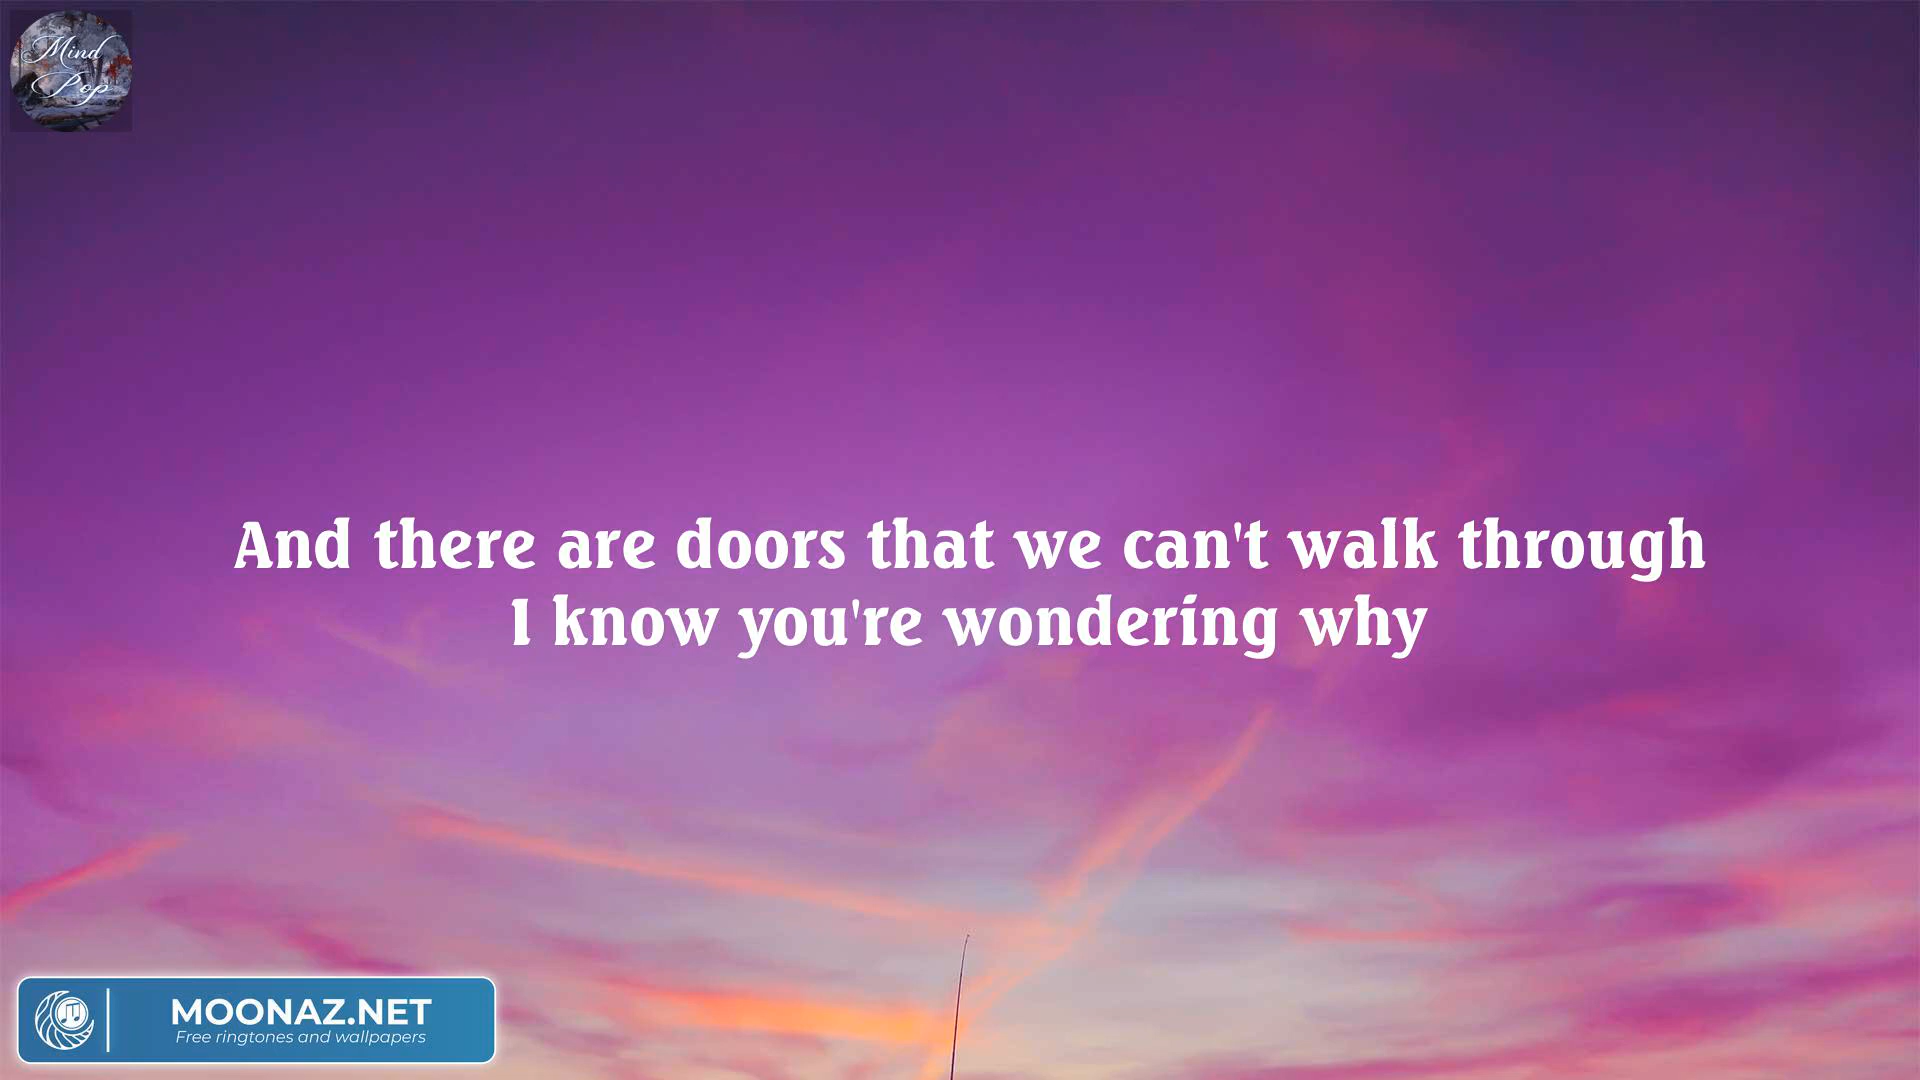 Mind
Pop
And there are doors that we can't walk through
I know you're wondering why
MOONAZ.NET
Free ringtones and wallpapers